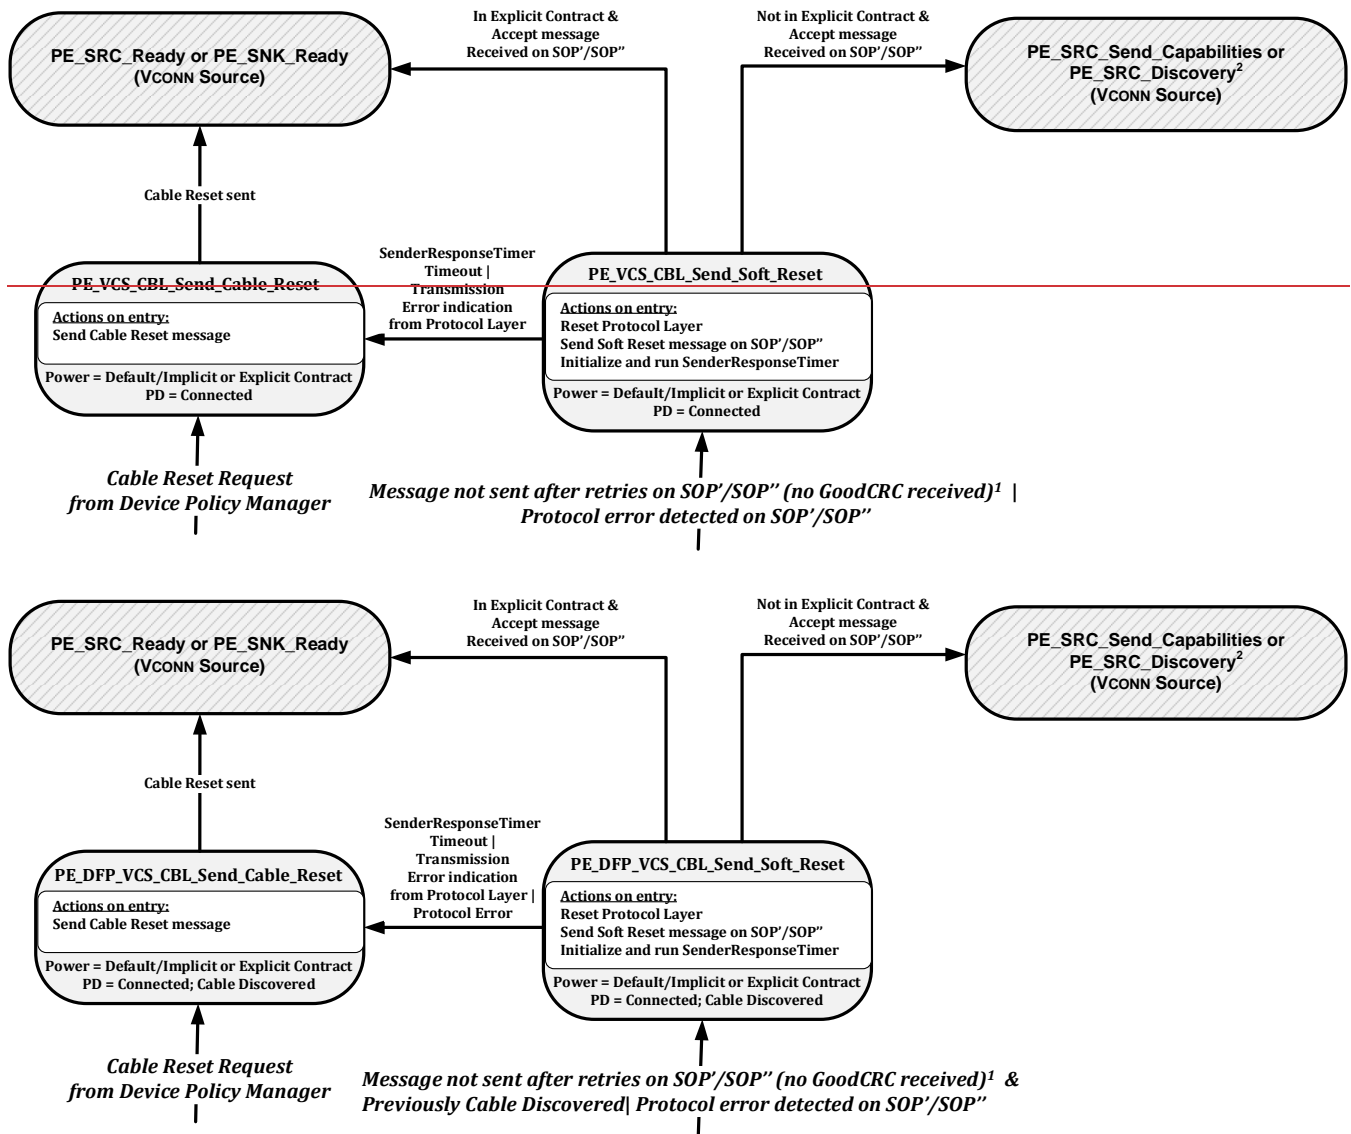 In Explicit Contract &
Accept message
Received on SOP’/SOP’’
Not in Explicit Contract &
Accept message
Received on SOP’/SOP’’
PE_SRC_Ready or PE_SNK_Ready
(VCONN Source)
PE_SRC_Send_Capabilities or
PE_SRC_Discovery²
(VCONN Source)
Cable Reset sent
SenderResponseTimer
Timeout |
Transmission
Error indication
from Protocol Layer
PE_VCS_CBL_Send_Cable_Reset
Actions on entry:
Send Cable Reset message
Power = Default/Implicit or Explicit Contract
PD = Connected
PE_VCS_CBL_Send_Soft_Reset
Actions on entry:
Reset Protocol Layer
Send Soft Reset message on SOP’/SOP’’
Initialize and run SenderResponseTimer
Power = Default/Implicit or Explicit Contract
PD = Connected
Cable Reset Request
from Device Policy Manager
Message not sent after retries on SOP’/SOP’’ (no GoodCRC received)¹ |
Protocol error detected on SOP’/SOP’’
In Explicit Contract &
Accept message
Received on SOP’/SOP’’
Not in Explicit Contract &
Accept message
Received on SOP’/SOP’’
PE_SRC_Ready or PE_SNK_Ready
(VCONN Source)
PE_SRC_Send_Capabilities or
PE_SRC_Discovery²
(VCONN Source)
Cable Reset sent
SenderResponseTimer
Timeout |
Transmission
Error indication
from Protocol Layer |
Protocol Error
PE_DFP_VCS_CBL_Send_Cable_Reset
Actions on entry:
Send Cable Reset message
Power = Default/Implicit or Explicit Contract
PD = Connected; Cable Discovered
PE_DFP_VCS_CBL_Send_Soft_Reset
Actions on entry:
Reset Protocol Layer
Send Soft Reset message on SOP’/SOP’’
Initialize and run SenderResponseTimer
Power = Default/Implicit or Explicit Contract
PD = Connected; Cable Discovered
Cable Reset Request
from Device Policy Manager
Message not sent after retries on SOP’/SOP’’ (no GoodCRC received)¹ &
Previously Cable Discovered| Protocol error detected on SOP’/SOP’’